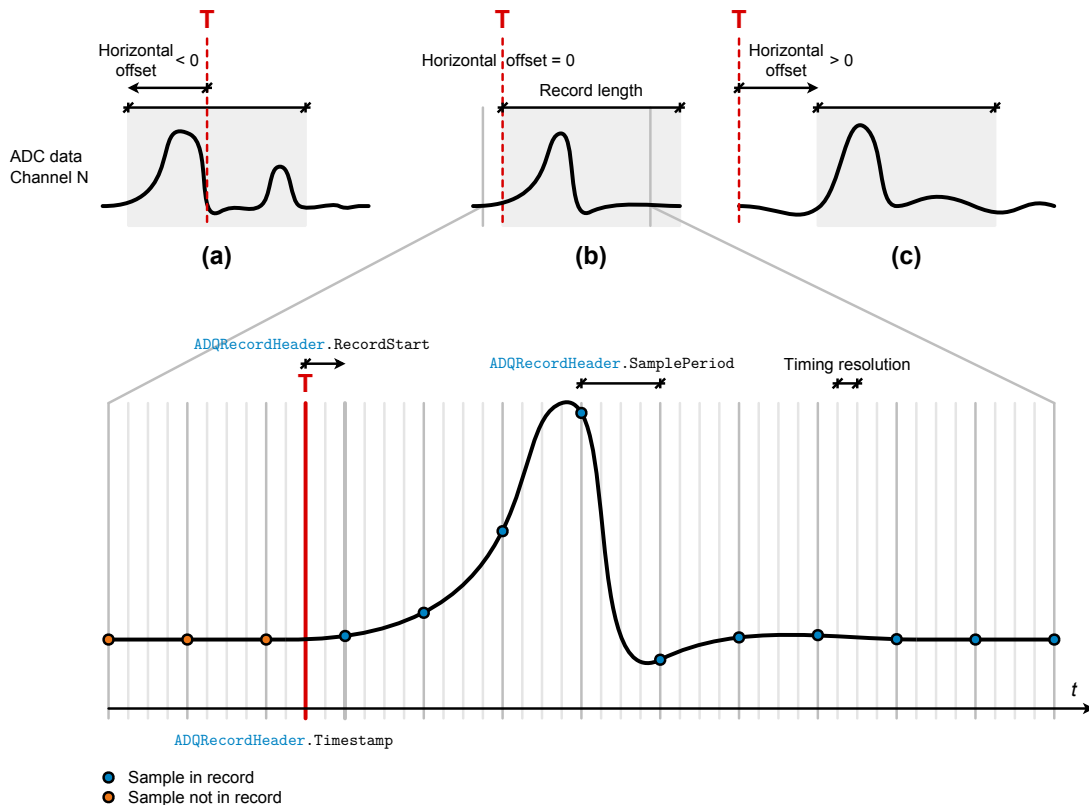 T
T
T
Horizontal
offset
< 0
Horizontal offset = 0
Horizontal
offset
> 0
Record length
ADC data
Channel N
(a)
(b)
(c)
ADQRecordHeader.RecordStart
ADQRecordHeader.SamplePeriod
Timing resolution
T
t
ADQRecordHeader.Timestamp
Sample in record
Sample not in record